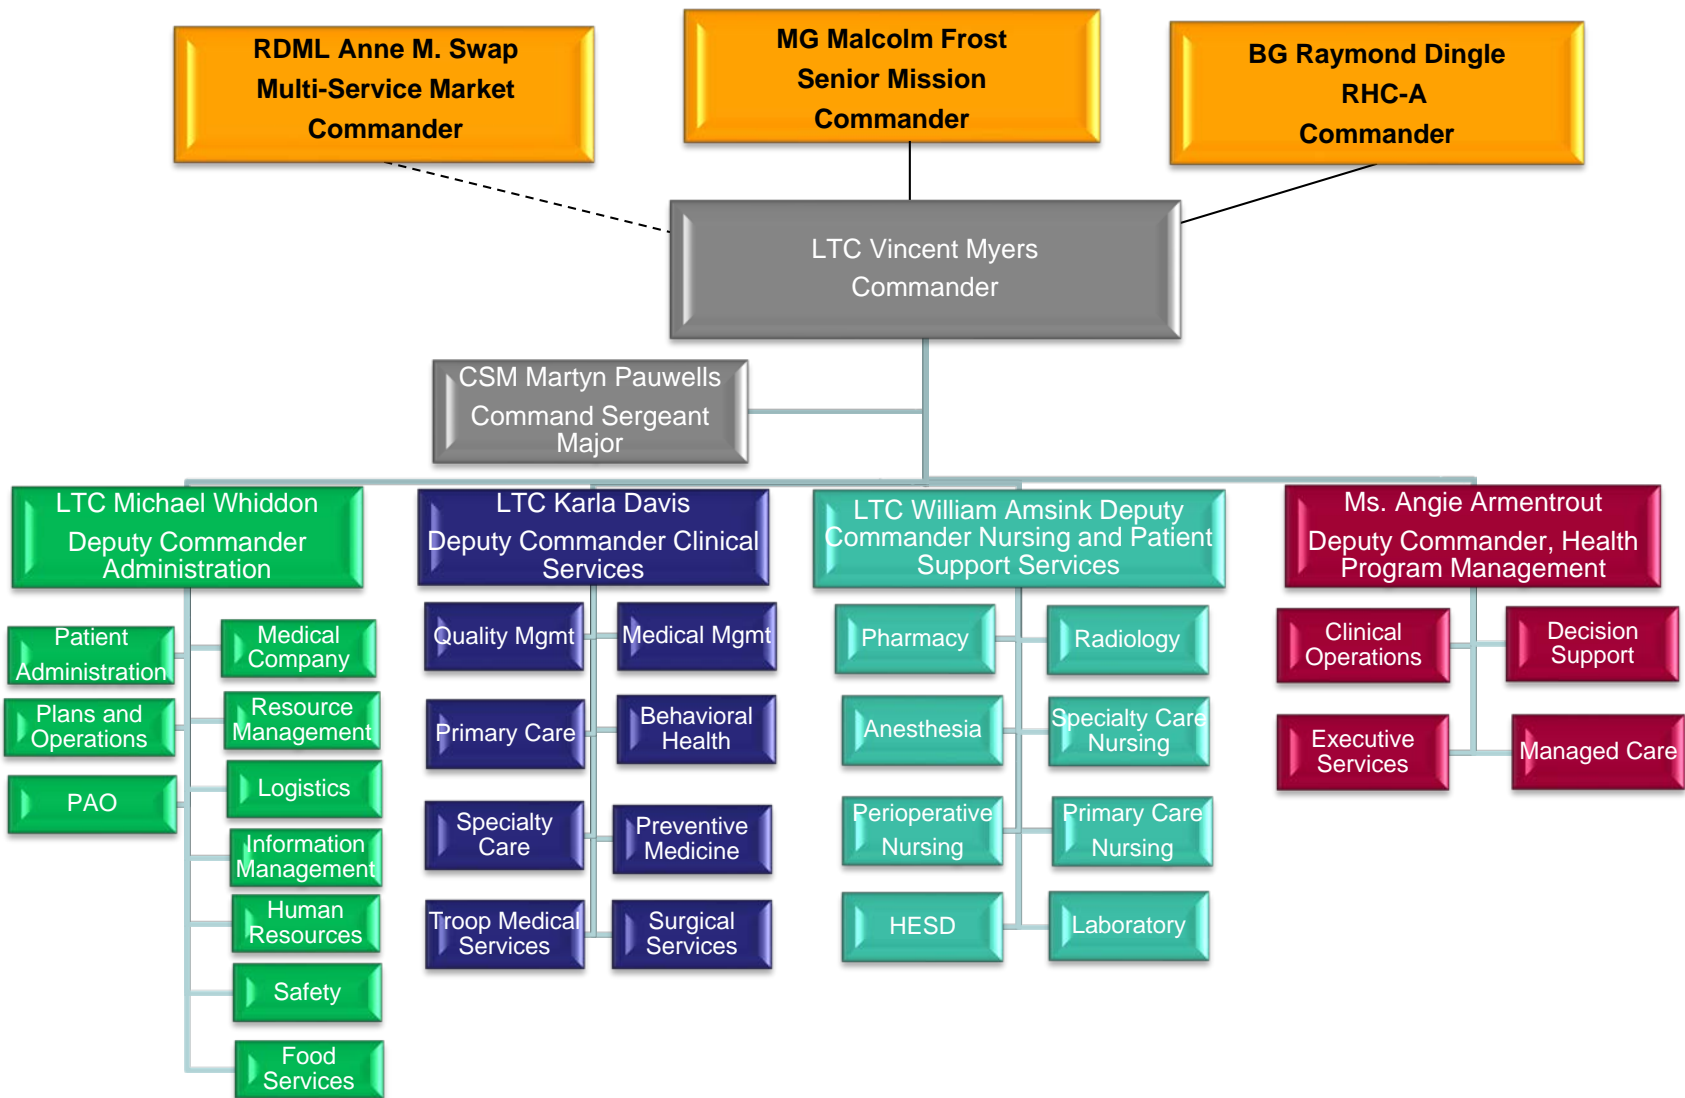 RDML Anne M. Swap
Multi-Service Market
Commander
MG Malcolm Frost
Senior Mission
Commander
BG Raymond Dingle
RHC-A
Commander
LTC Vincent Myers
Commander
CSM Martyn Pauwells
Command Sergeant
Major
LTC Michael Whiddon
Deputy Commander
Administration
LTC Karla Davis
Deputy Commander Clinical
Services
LTC William Amsink Deputy
Commander Nursing and Patient
Support Services
Ms. Angie Armentrout
Deputy Commander, Health
Program Management
Patient
Administration
Medical
Company
Plans and
Operations
Resource
Management
PAO
Logistics
Information
Management
Human
Resources
Safety
Food
Services
Quality Mgmt
Medical Mgmt
Primary Care
Behavioral
Health
Specialty
Care
Preventive
Medicine
Troop Medical
Services
Surgical
Services
Pharmacy
Radiology
Anesthesia
Specialty Care
Nursing
Perioperative
Nursing
Primary Care
Nursing
HESD
Laboratory
Clinical
Operations
Decision
Support
Executive
Services
Managed Care